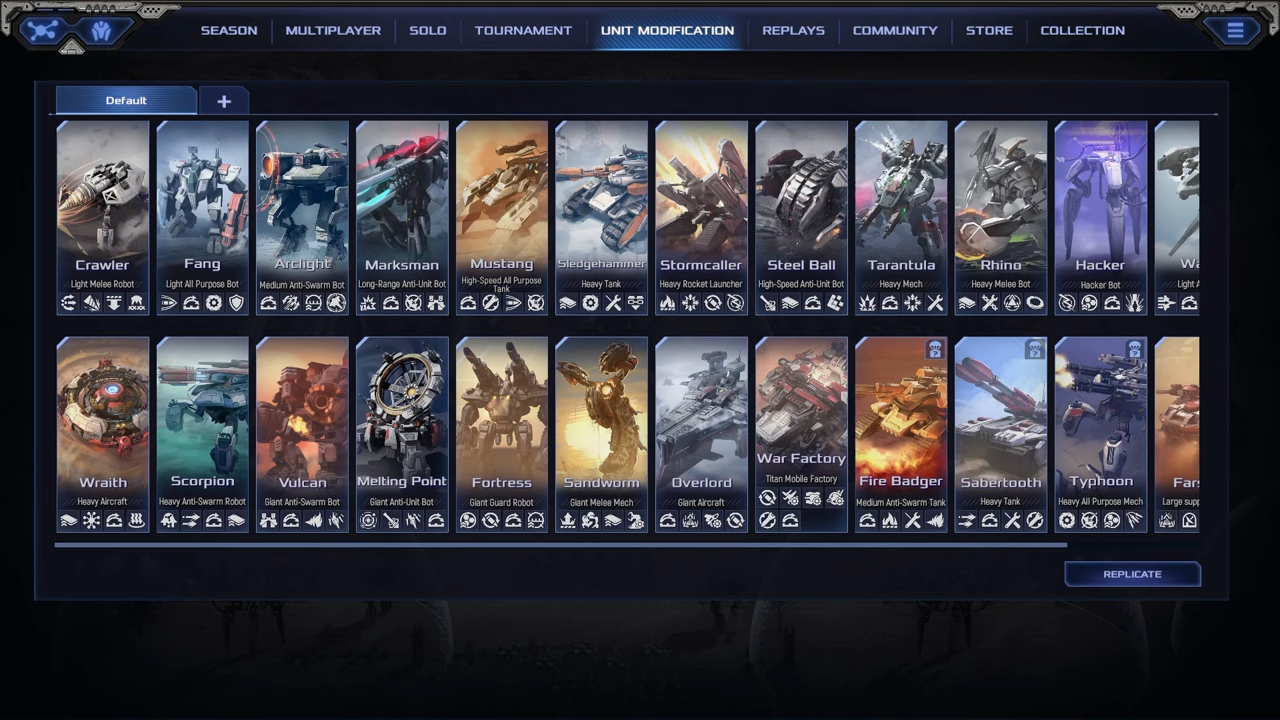 SEASON
MULTIPLAYER
SOLO
TOURNAMENT
UNIT MODIFICATION
REPLAYS
COMMUNITY
STORE
COLLECTION
Default
+
Crawler
Light Melee Robot
Fang
Light All Purpose Bot
Arclight
Medium Anti-Swarm Bot
Marksman
Long-Range Anti-Unit Bot
Mustang
High-Speed All Purpose
Tank
Sledgehammer
Heavy Tank
Stormcaller
Heavy Rocket Launcher
Steel Ball
High-Speed Anti-Unit Bot
Tarantula
Heavy Mech
Rhino
Heavy Melee Bot
Hacker
Hacker Bot
Wa
Light A
Wraith
Heavy Aircraft
Scorpion
Heavy Anti-Swarm Robot
Vulcan
Giant Anti-Swarm Bot
Melting Point
Giant Anti-Unit Bot
Fortress
Giant Guard Robot
Sandworm
Giant Melee Mech
Overlord
Giant Aircraft
War Factory
Titan Mobile Factory
Fire Badger
Medium Anti-Swarm Tank
Sabertooth
Heavy Tank
Typhoon
Heavy All Purpose Mech
Far
Large supp
REPLICATE